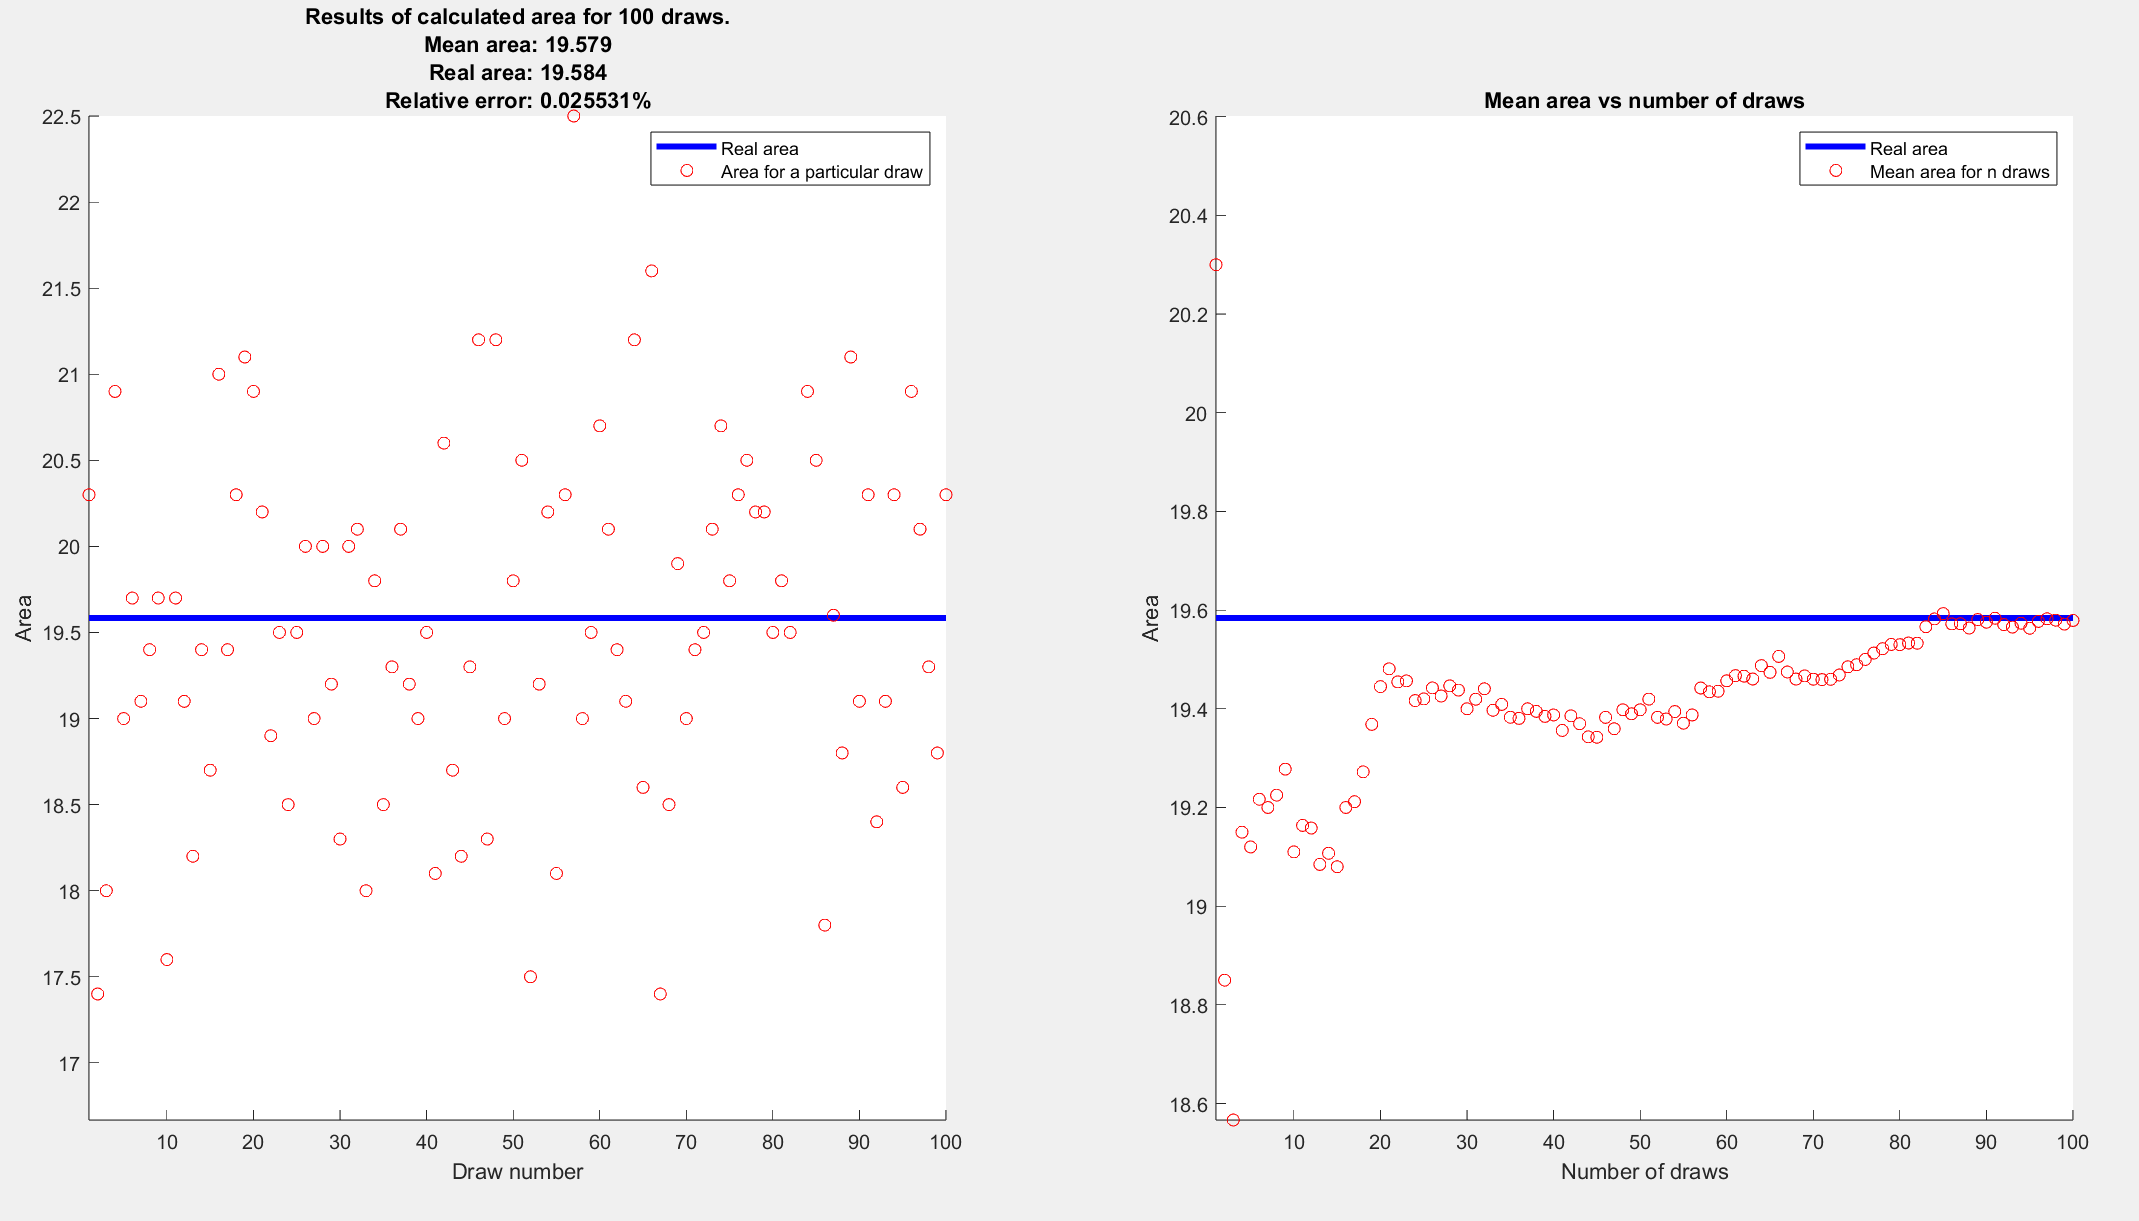 Results of calculated area for 100 draws.
Mean area: 19.579
Real area: 19.584
Relative error: 0.025531%
22.5
22
21.5
21
20.5
20
19.5
19
18.5
18
17.5
17
Area
10 20 30 40 50 60 70 80 90 100
Draw number
Real area
Area for a particular draw
Mean area vs number of draws
20.6
20.4
20.2
20
19.8
19.6
19.4
19.2
19
18.8
18.6
Area
10 20 30 40 50 60 70 80 90 100
Number of draws
Real area
Mean area for n draws